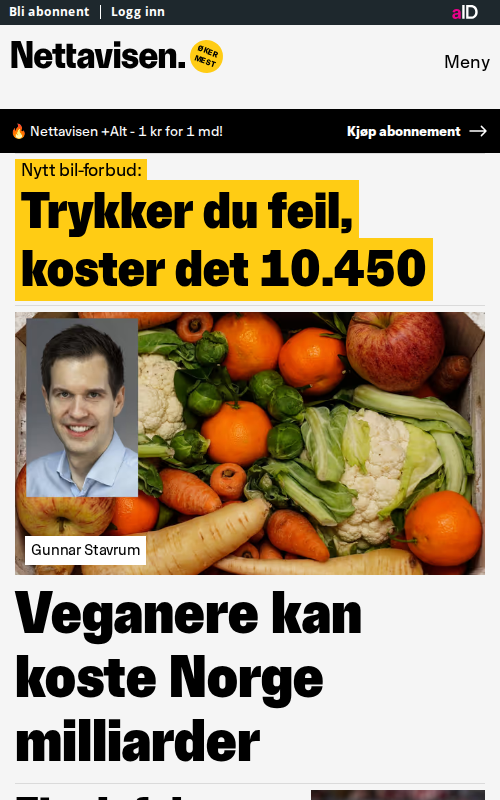 Bli abonnent
Logg inn
aID
Nettavisen.
ØKER
MEST
Meny
🔥 Nettavisen +Alt - 1 kr for 1 md!
Kjøp abonnement →
Nytt bil-forbud:
Trykker du feil,
koster det 10.450
Gunnar Stavrum
Veganere kan
koste Norge
milliarder